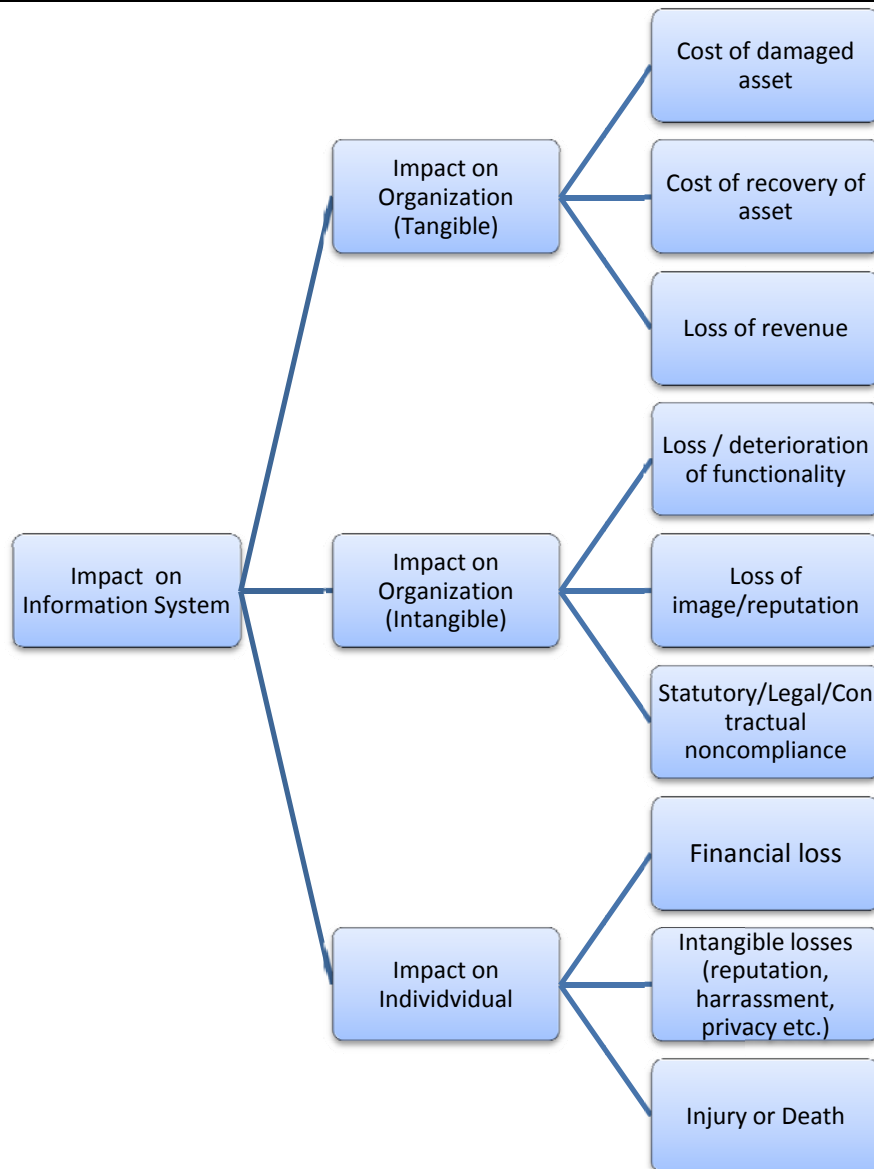 Cost of damaged
asset
Impact on
Organization
(Tangible)
Cost of recovery of
asset
Loss of revenue
Loss / deterioration
of functionality
Impact on
Information System
Impact on
Organization
(Intangible)
Loss of
image/reputation
Statutory/Legal/Con
tractual
noncompliance
Financial loss
Impact on
Individvidual
Intangible losses
(reputation,
harrassment,
privacy etc.)
Injury or Death